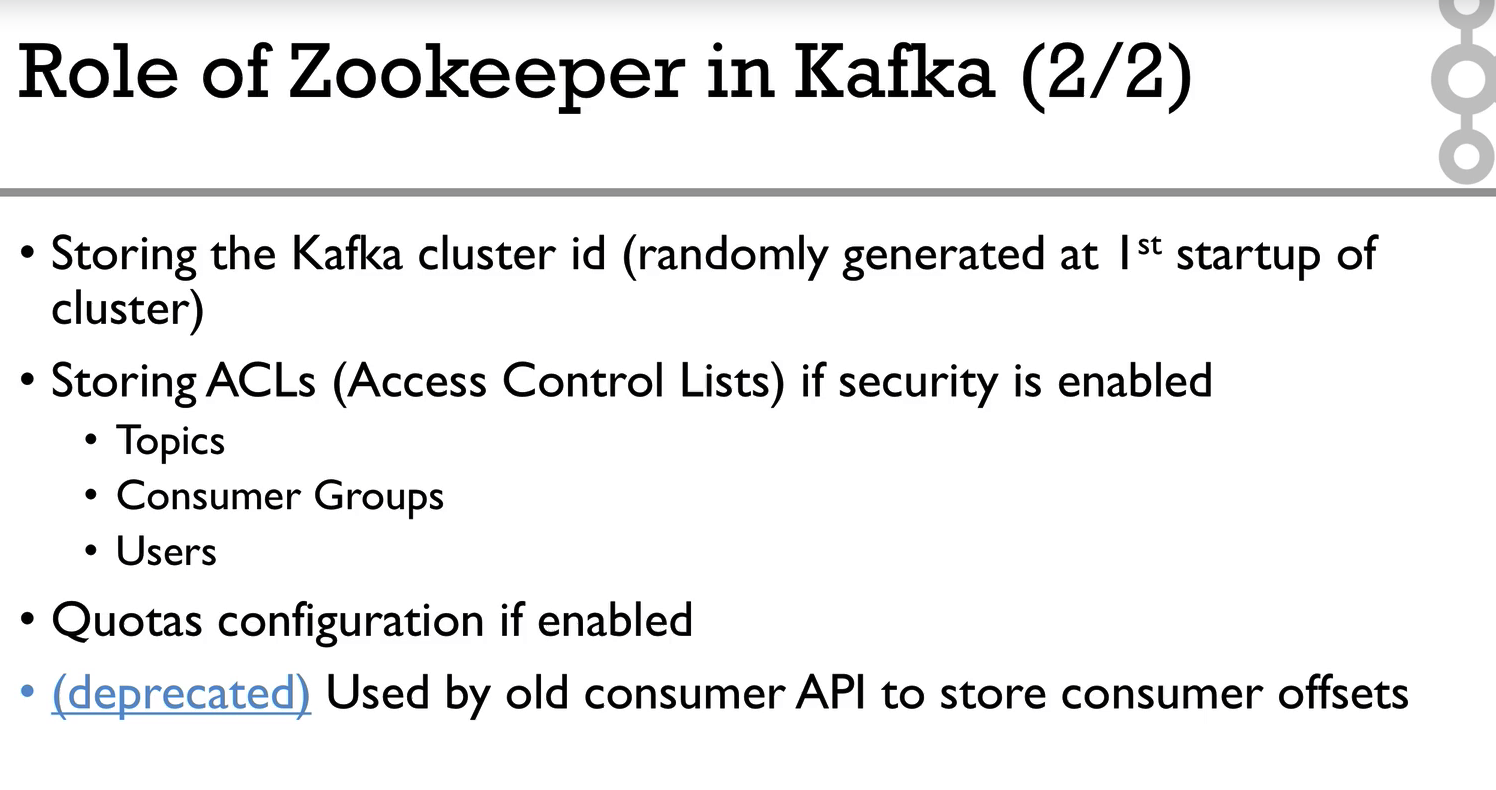 Role of Zookeeper in Kafka (2/2)
• Storing the Kafka cluster id (randomly generated at 1st startup of
cluster)
• Storing ACLs (Access Control Lists) if security is enabled
• Topics
• Consumer Groups
• Users
• Quotas configuration if enabled
• (deprecated) Used by old consumer API to store consumer offsets